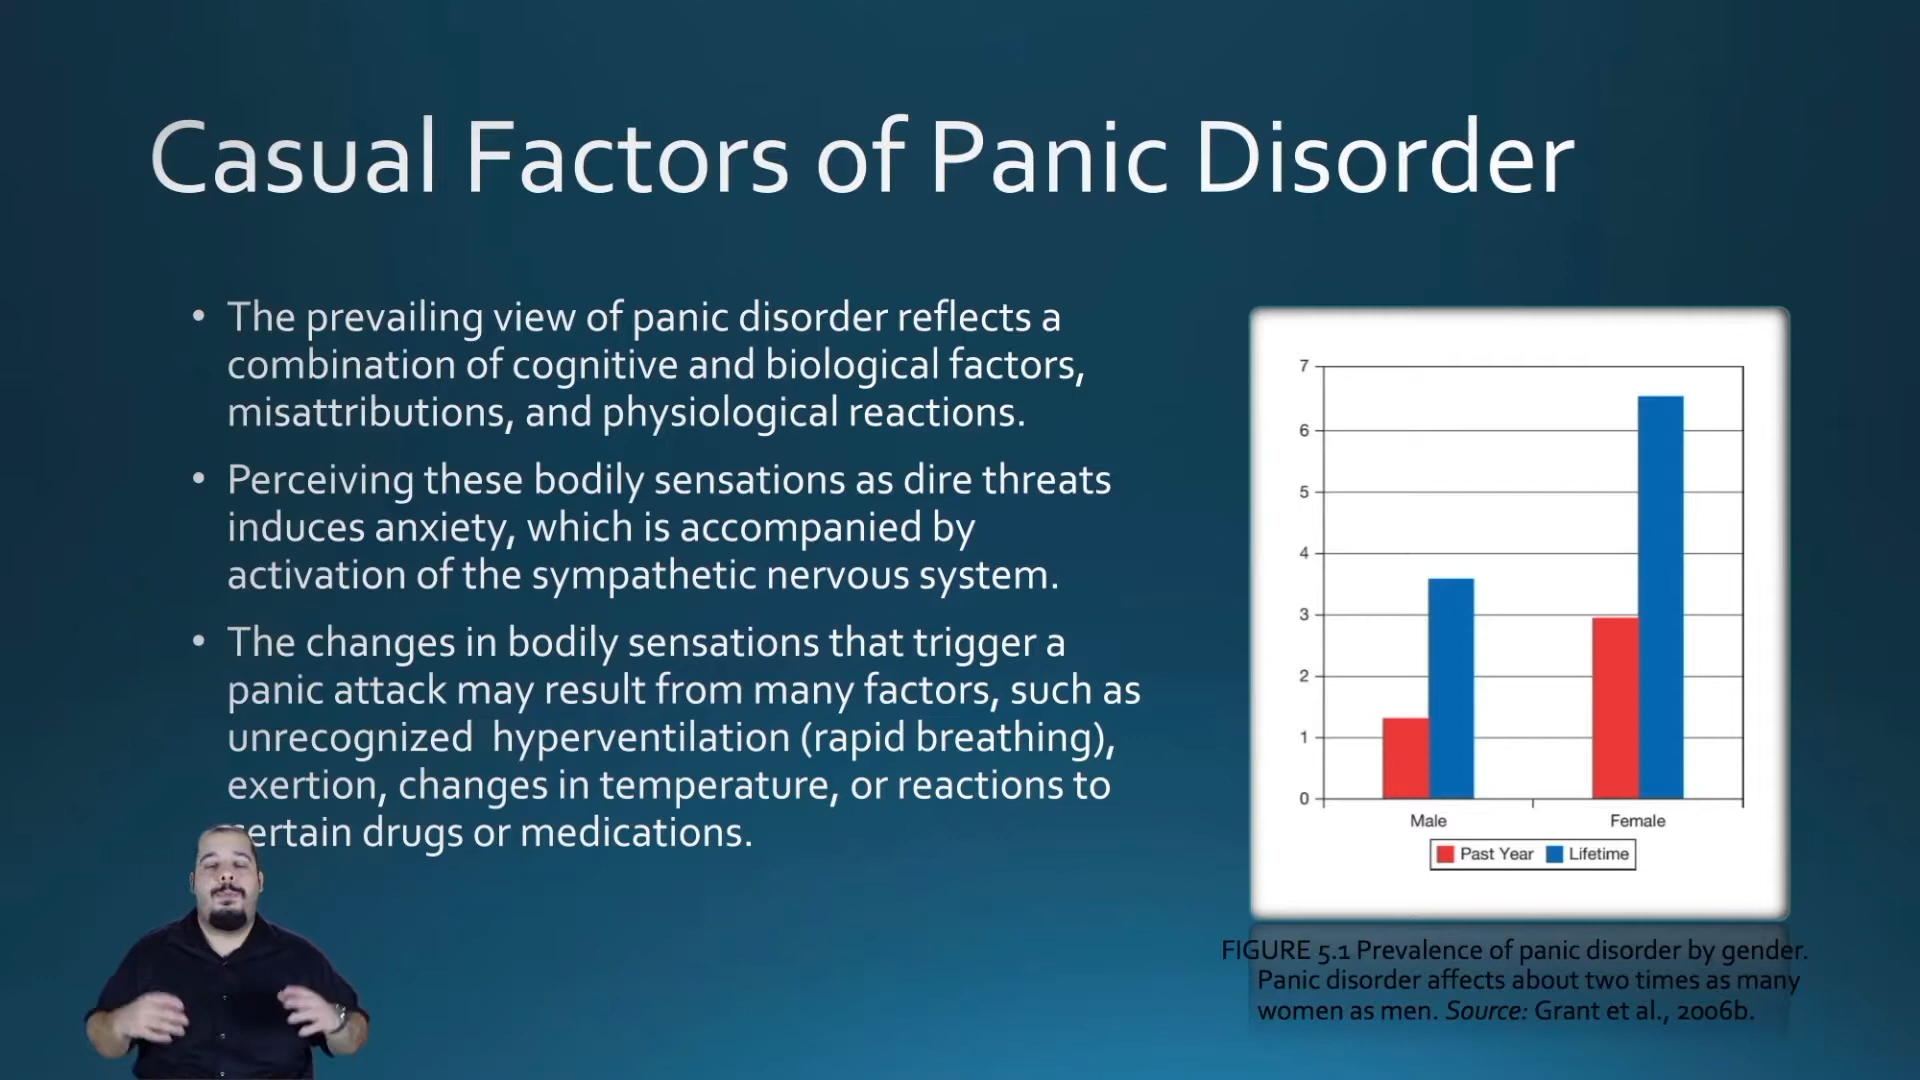 Casual Factors of Panic Disorder
• The prevailing view of panic disorder reflects a
combination of cognitive and biological factors,
misattributions, and physiological reactions.
• Perceiving these bodily sensations as dire threats
induces anxiety, which is accompanied by
activation of the sympathetic nervous system.
• The changes in bodily sensations that trigger a
panic attack may result from many factors, such as
unrecognized hyperventilation (rapid breathing),
exertion, changes in temperature, or reactions to
certain drugs or medications.
7
6
5
4
3
2
1
0
Male Female
Past Year Lifetime
FIGURE 5.1 Prevalence of panic disorder by gender.
Panic disorder affects about two times as many
women as men. Source: Grant et al., 2006b.